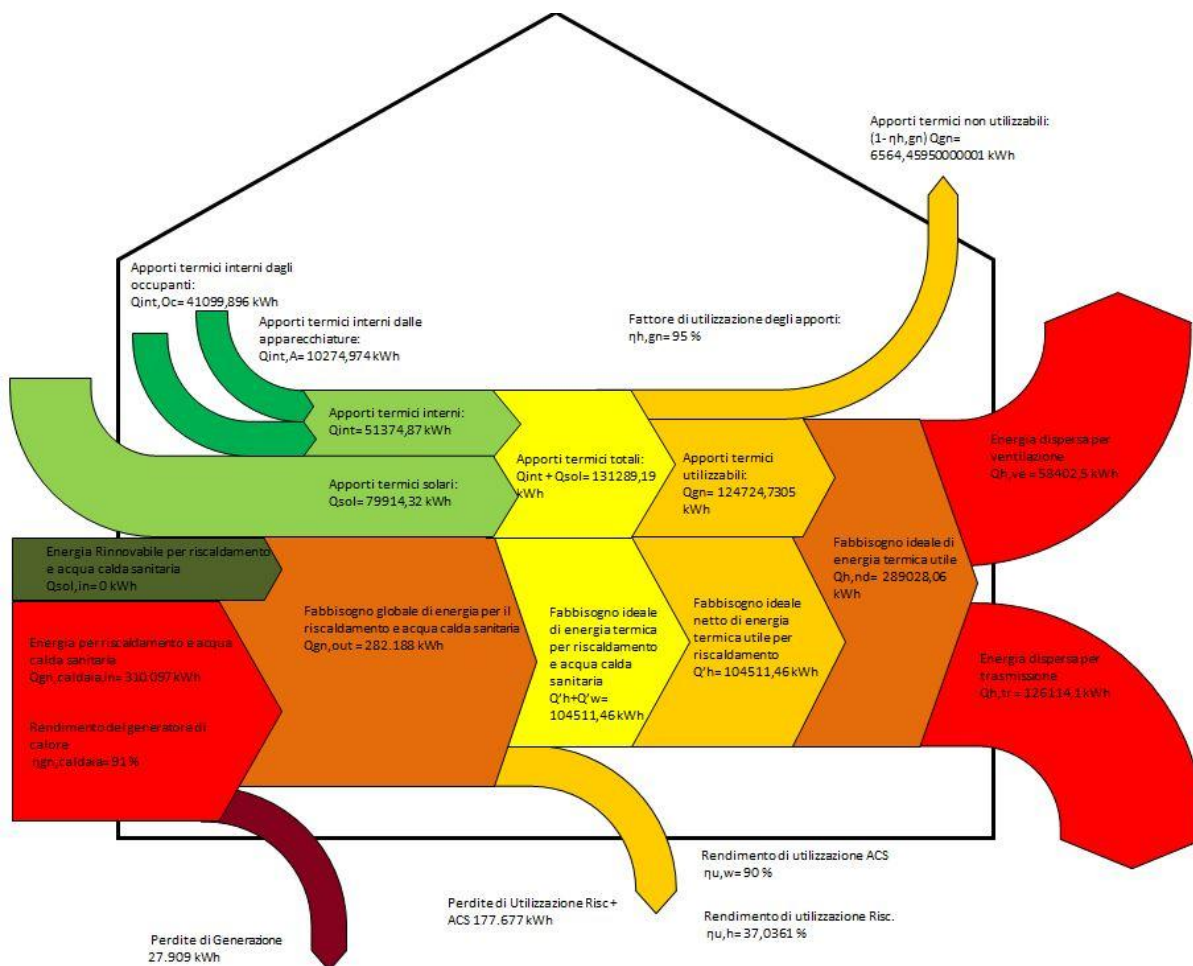 Apporti termici non utilizzabili:
(1- ηh,gn) Qgn=
6564,45950000001 kWh
Apporti termici interni dagli
occupanti:
Qint,Oc= 41099,896 kWh
Apporti termici interni dalle
apparecchiature:
Qint,A= 10274,974 kWh
Fattore di utilizzazione degli apporti:
ηh,gn= 95 %
Apporti termici interni:
Qint= 51374,87 kWh
Apporti termici solari:
Qsol= 79914,32 kWh
Apporti termici totali:
Qint + Qsol= 131289,19
kWh
Apporti termici
utilizzabili:
Qgn= 124724,7305
kWh
Energia dispersa per
ventilazione
Qh,ve = 58402,5 kWh
Energia Rinnovabile per riscaldamento
e acqua calda sanitaria
Qsol,in= 0 kWh
Fabbisogno globale di energia per il
riscaldamento e acqua calda sanitaria
Qgn,out = 282.188 kWh
Fabbisogno ideale
di energia termica
per riscaldamento
e acqua calda
sanitaria
Q'h+Q'w=
104511,46 kWh
Fabbisogno ideale
netto di energia
termica utile per
riscaldamento
Q'h= 104511,46 kWh
Fabbisogno ideale di
energia termica utile
Qh,nd= 289028,06
kWh
Energia per riscaldamento e acqua
calda sanitaria
Qgn,caldaia,in= 310.097 kWh
Rendimento del generatore di
calore
ηgn,caldaia= 91 %
Energia dispersa per
trasmissione
Qh,tr = 126114,1 kWh
Perdite di Generazione
27.909 kWh
Perdite di Utilizzazione Risc +
ACS 177.677 kWh
Rendimento di utilizzazione ACS
ηu,w= 90 %
Rendimento di utilizzazione Risc.
ηu,h= 37,0361 %